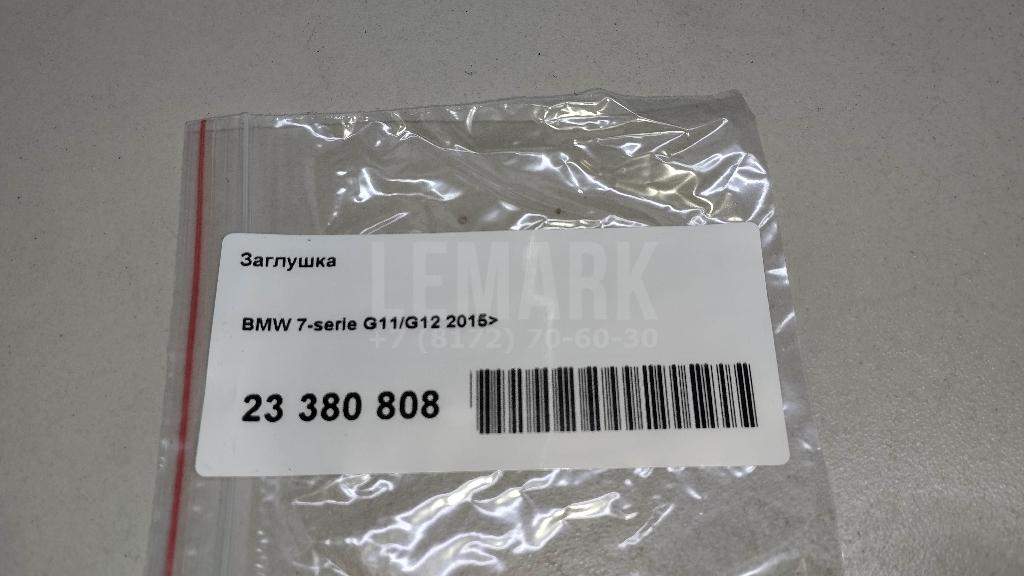 Заглушка
LEMARK
BMW 7-serie G11/G12 2015>
+7 (8172) 70-60-30
23 380 808